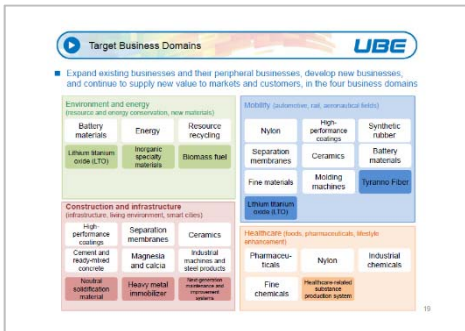 Target Business Domains
UBE
Expand existing businesses and their peripheral businesses, develop new businesses,
and continue to supply new value to markets and customers, in the four business domains
Environment and energy
(resource and energy conservation, new materials)
Battery
materials
Energy
Resource
recycling
Lithium titanium
oxide (LTO)
Inorganic
specialty
materials
Biomass fuel
Mobility (automotive, rail, aeronautical fields)
Nylon
High-
performance
coatings
Synthetic
rubber
Separation
membranes
Ceramics
Battery
materials
Fine materials
Molding
machines
Tyranno Fiber
Lithium titanium
oxide (LTO)
Construction and infrastructure
(infrastructure, living environment, smart cities)
High-
performance
coatings
Separation
membranes
Ceramics
Cement and
ready-mixed
concrete
Magnesia
and calcia
Industrial
machines and
steel products
Neutral
solidification
material
Heavy metal
immobilizer
Next-generation
maintenance and
improvement
systems
Healthcare (foods, pharmaceuticals, lifestyle
enhancement)
Pharmaceu-
ticals
Nylon
Industrial
chemicals
Fine
chemicals
Healthcare-related
substance
production system
19